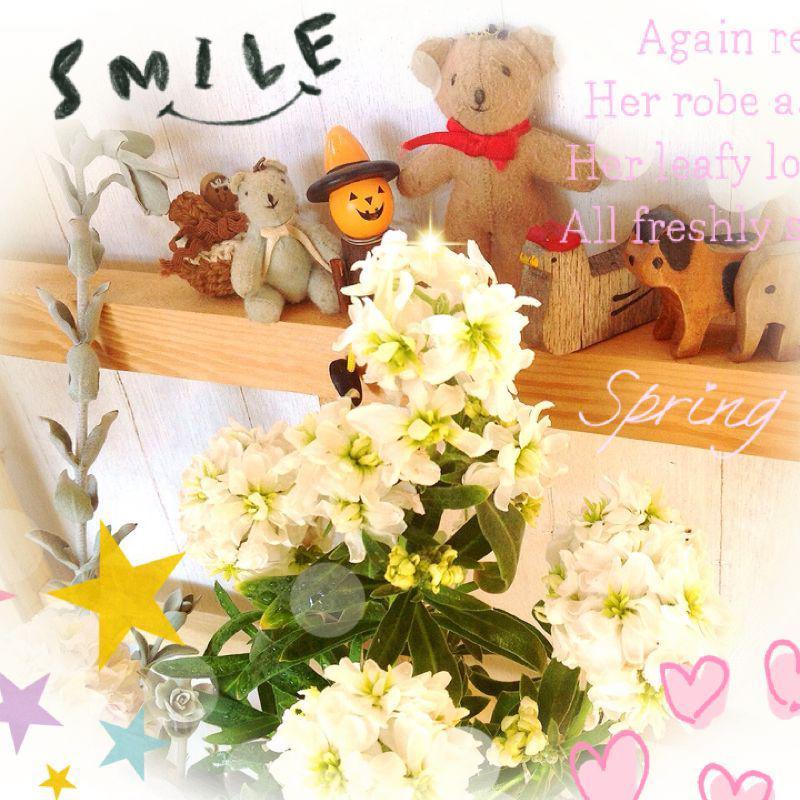 SMILE
Again re
Her robe a
Her leafy lo
All freshly s
Spring